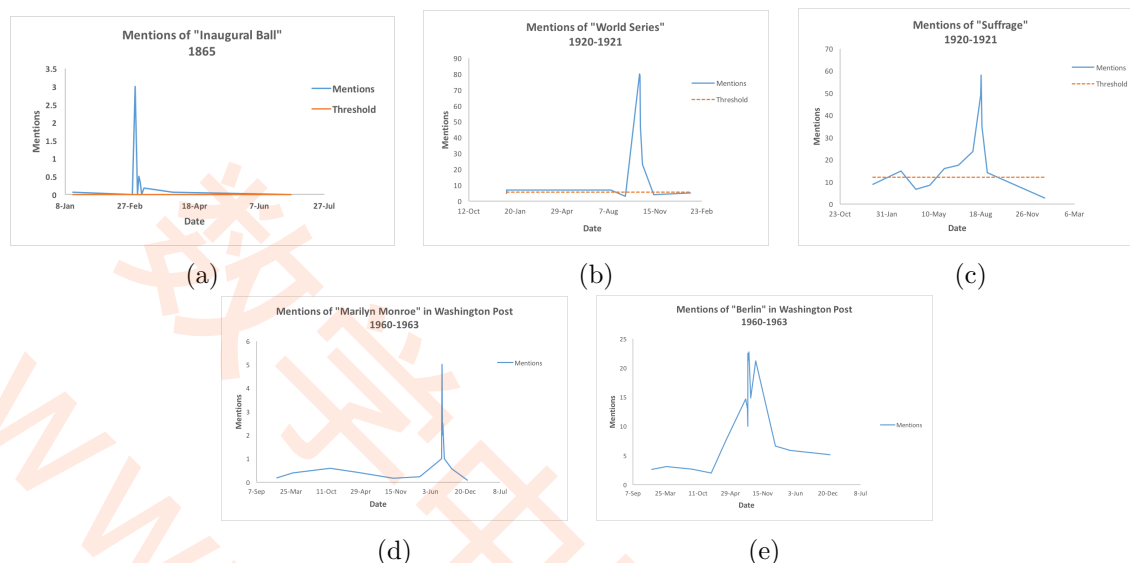 Mentions of "Inaugural Ball"
1865
3.5
3
2.5
2
1.5
1
0.5
0
Mentions
8-Jan 27-Feb 18-Apr 7-Jun 27-Jul
Date
Mentions
Threshold
(a)
Mentions of "World Series"
1920-1921
90
80
70
60
50
40
30
20
10
0
Mentions
12-Oct 20-Jan 29-Apr 7-Aug 15-Nov 23-Feb
Date
Mentions
Threshold
(b)
Mentions of "Suffrage"
1920-1921
70
60
50
40
30
20
10
0
Mentions
23-Oct 31-Jan 10-May 18-Aug 26-Nov 6-Mar
Date
Mentions
Threshold
(c)
Mentions of "Marilyn Monroe" in Washington Post
1960-1963
6
5
4
3
2
1
0
Mentions
7-Sep 25-Mar 11-Oct 29-Apr 15-Nov 3-Jun 20-Dec 8-Jul
Date
Mentions
(d)
Mentions of "Berlin" in Washington Post
1960-1963
25
20
15
10
5
0
Mentions
7-Sep 25-Mar 11-Oct 29-Apr 15-Nov 3-Jun 20-Dec 8-Jul
Date
Mentions
(e)
数学中
www